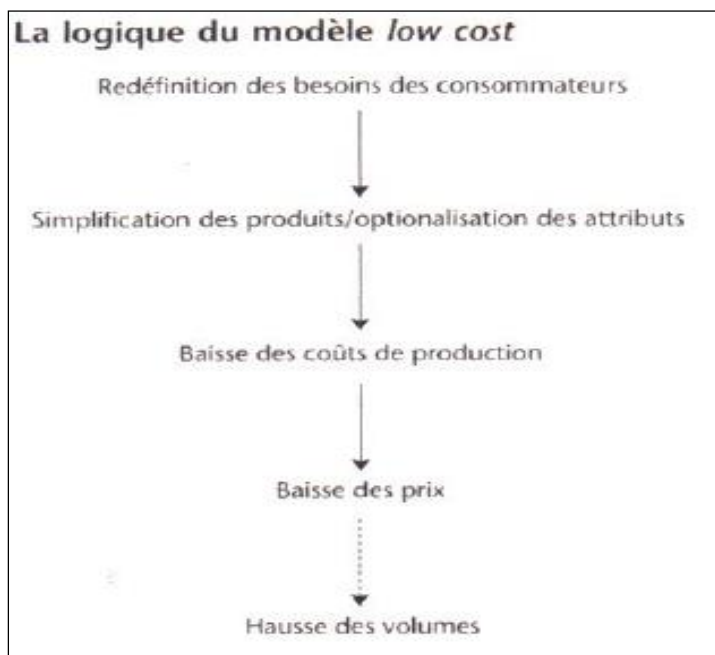 La logique du modèle low cost
Redéfinition des besoins des consommateurs
Simplification des produits/optionalisation des attributs
Baisse des coûts de production
Baisse des prix
Hausse des volumes